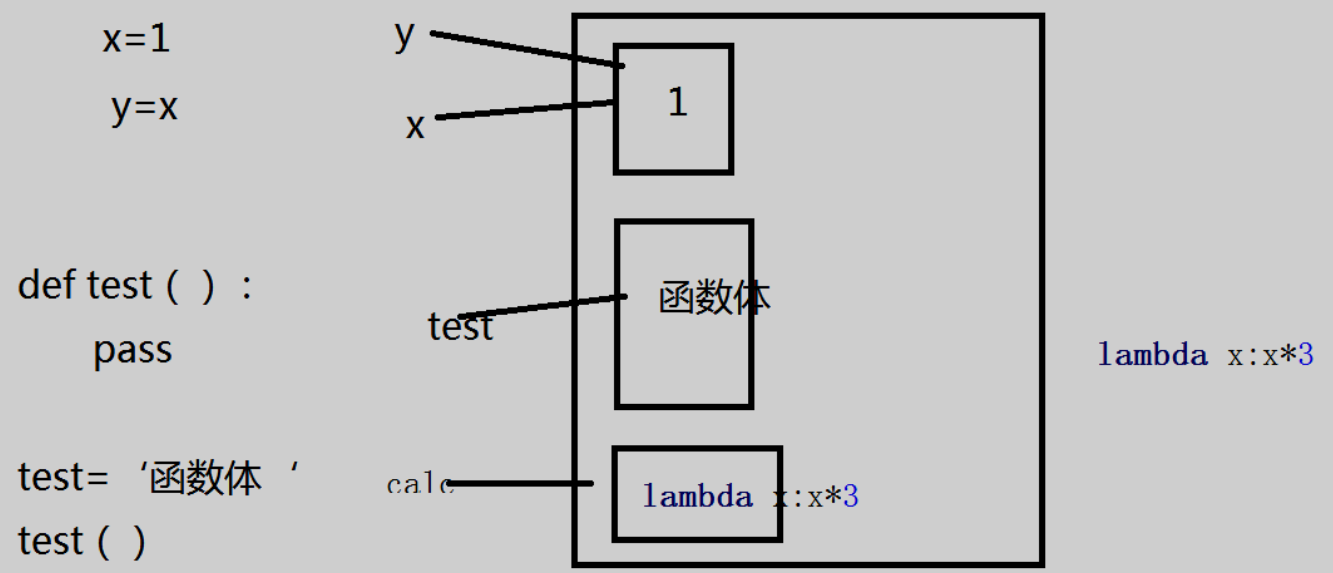 x=1
y=x
y
x
1
def test ( ) :
pass
test
函数体
lambda x:x*3
test= ‘函数体 ‘
test ( )
calc
lambda x:x*3